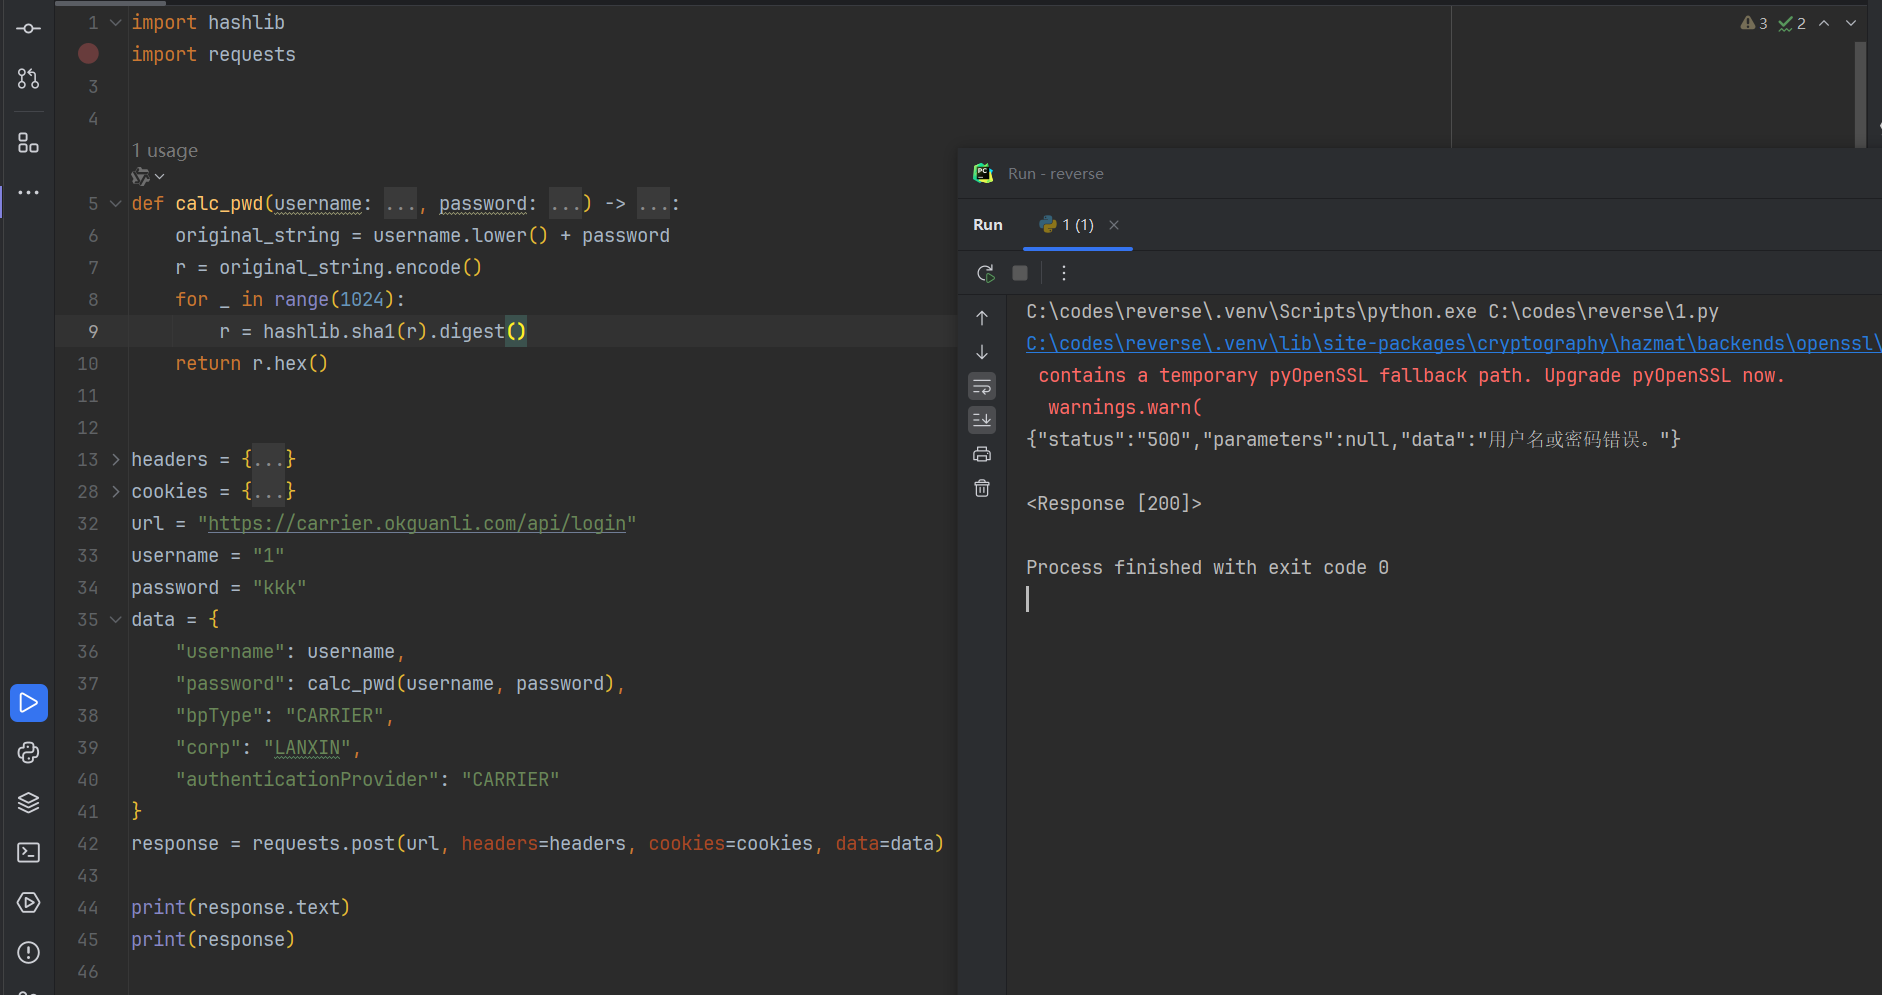 1 import hashlib
import requests
3
4
1 usage
5 def calc_pwd(username: ..., password: ...) -> ...:
6 original_string = username.lower() + password
7 r = original_string.encode()
8 for _ in range(1024):
9 r = hashlib.sha1(r).digest()
10 return r.hex()
11
12
13 headers = {...}
28 cookies = {...}
32 url = "https://carrier.okguanli.com/api/login"
33 username = "1"
34 password = "kkk"
35 data = {
36 "username": username,
37 "password": calc_pwd(username, password),
38 "bpType": "CARRIER",
39 "corp": "LANXIN",
40 "authenticationProvider": "CARRIER"
41 }
42 response = requests.post(url, headers=headers, cookies=cookies, data=data)
43
44 print(response.text)
45 print(response)
46
3 2
PC Run - reverse
Run 1 (1)
C:\codes\reverse\.venv\Scripts\python.exe C:\codes\reverse\1.py
C:\codes\reverse\.venv\lib\site-packages\cryptography\hazmat\backends\openssl\
contains a temporary pyOpenSSL fallback path. Upgrade pyOpenSSL now.
warnings.warn(
{"status":"500","parameters":null,"data":"用户名或密码错误。"}
<Response [200]>
Process finished with exit code 0